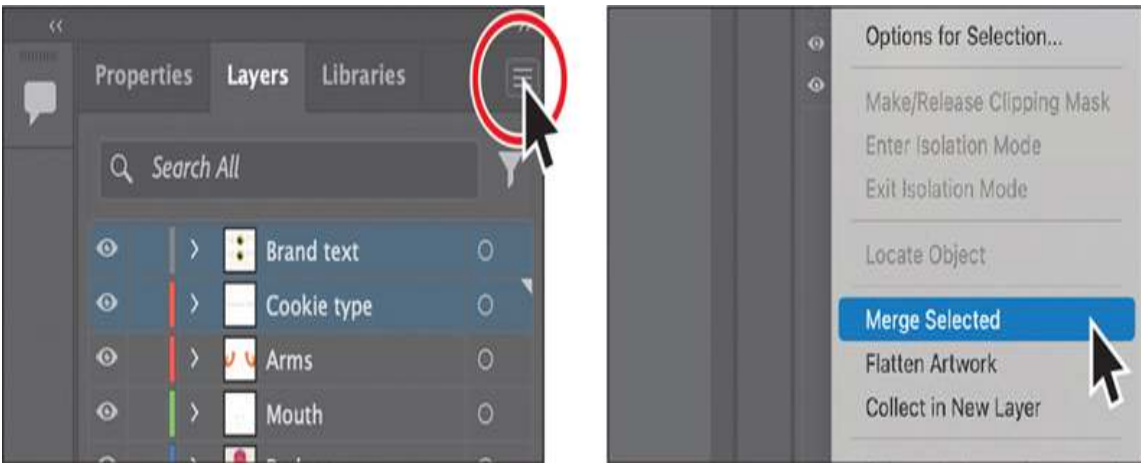 Properties Layers Libraries
Search All
Brand text
Cookie type
Arms
Mouth
Options for Selection...
Make/Release Clipping Mask
Enter Isolation Mode
Exit Isolation Mode
Locate Object
Merge Selected
Flatten Artwork
Collect in New Layer